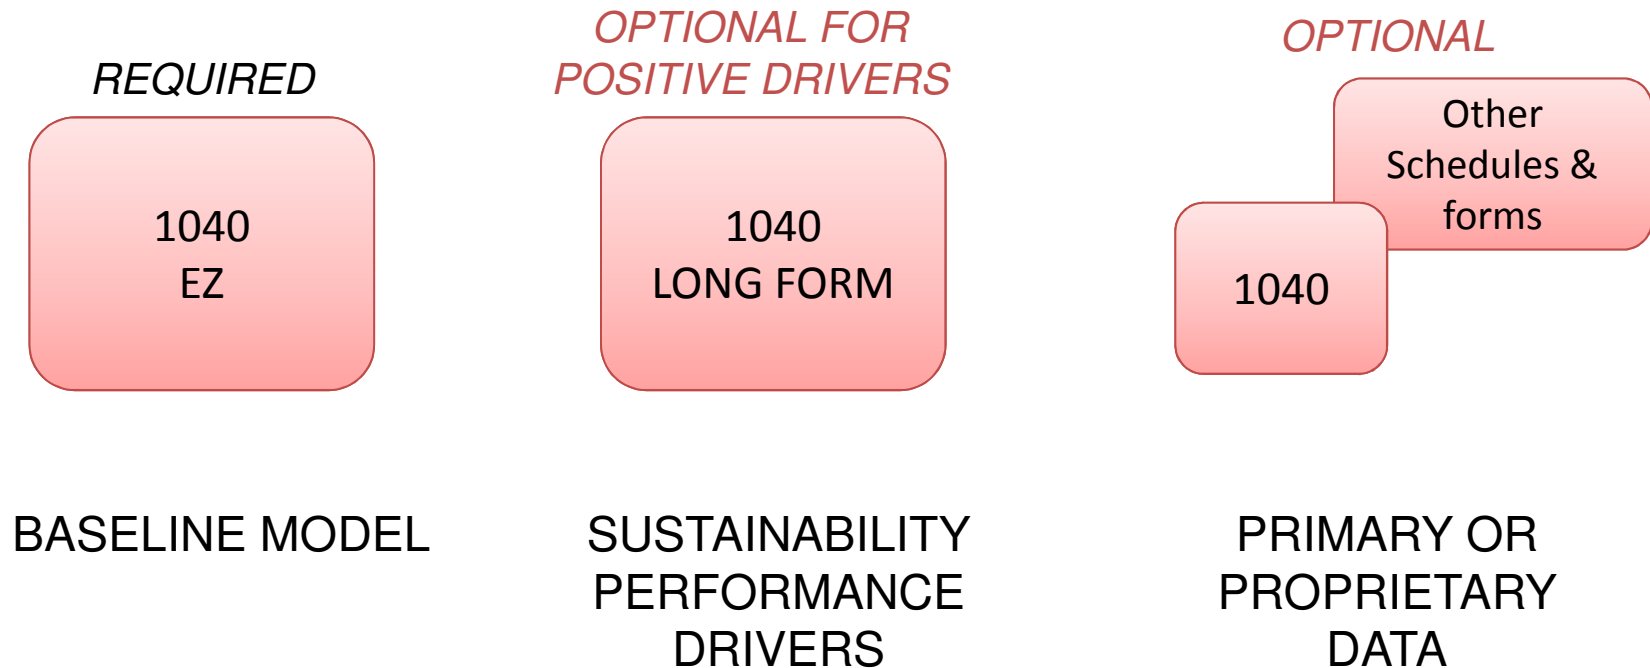 REQUIRED
1040
EZ
BASELINE MODEL
OPTIONAL FOR
POSITIVE DRIVERS
1040
LONG FORM
SUSTAINABILITY
PERFORMANCE
DRIVERS
OPTIONAL
Other
Schedules &
forms
1040
PRIMARY OR
PROPRIETARY
DATA